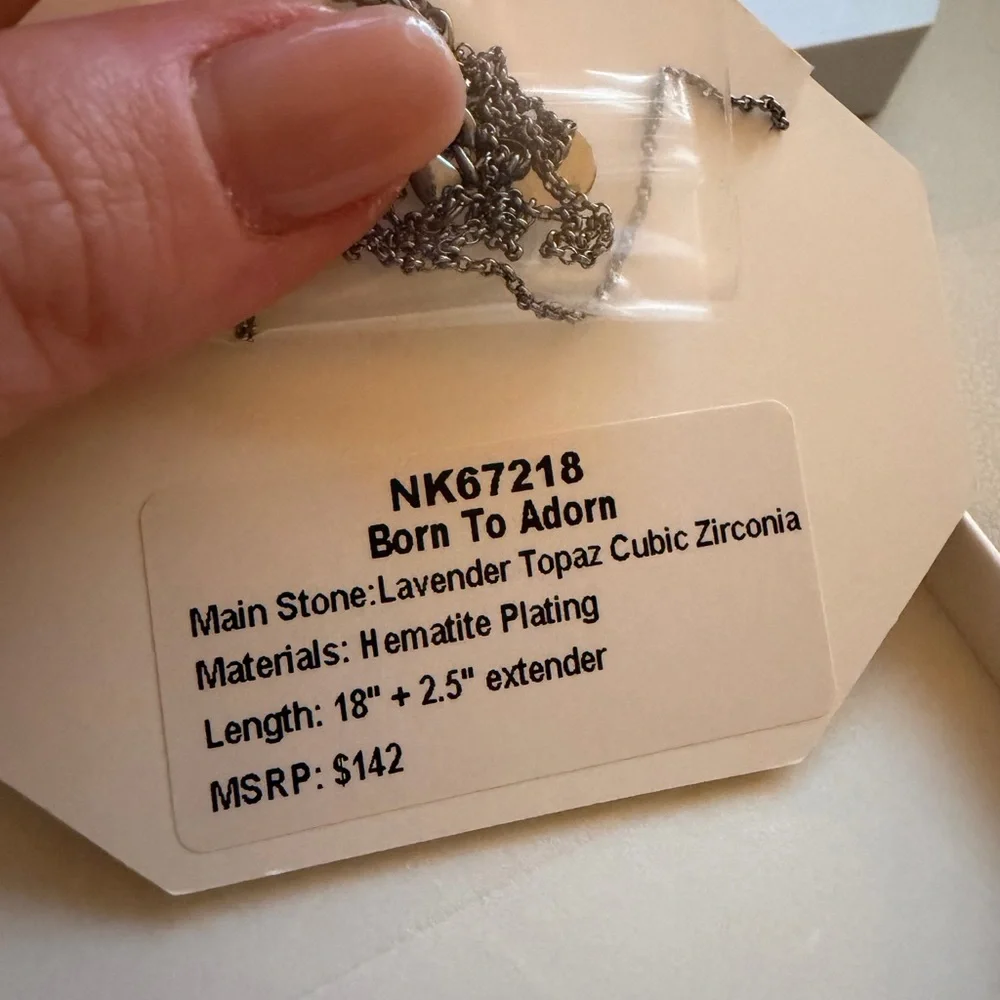 NK67218
Born To Adorn
Main Stone:Lavender Topaz Cubic Zirconia
Materials: Hematite Plating
Length: 18" + 2.5" extender
MSRP: $142